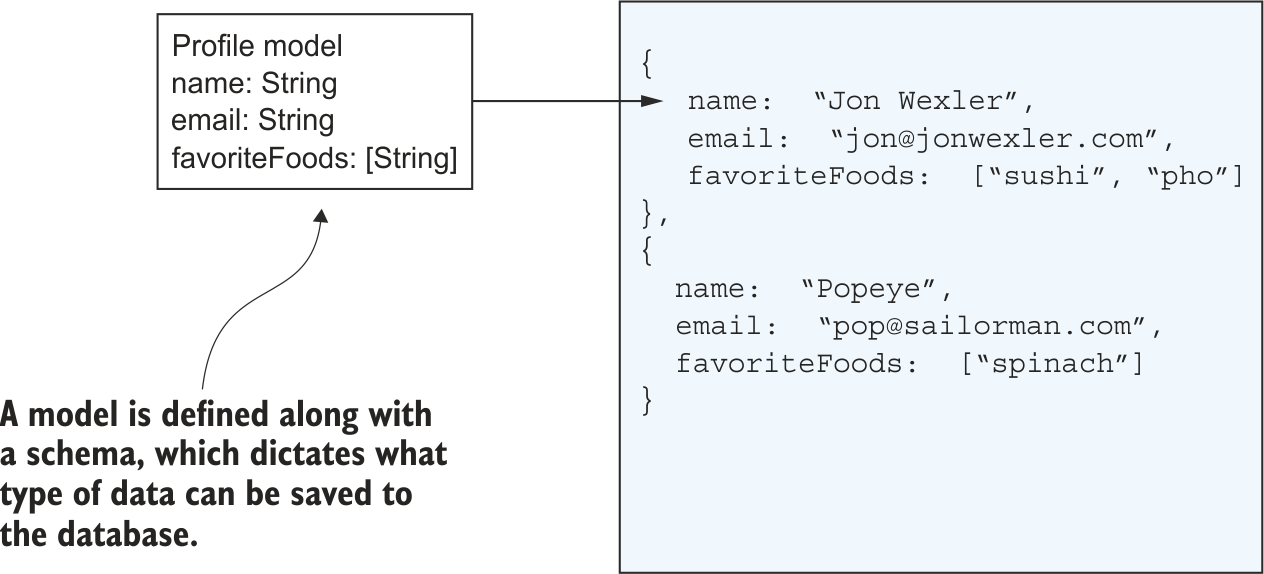 Profile model
name: String
email: String
favoriteFoods: [String]
A model is defined along with
a schema, which dictates what
type of data can be saved to
the database.
{
name: “Jon Wexler”,
email: “jon@jonwexler.com”,
favoriteFoods: [“sushi”, “pho”]
},
{
name: “Popeye”,
email: “pop@sailorman.com”,
favoriteFoods: [“spinach”]
}